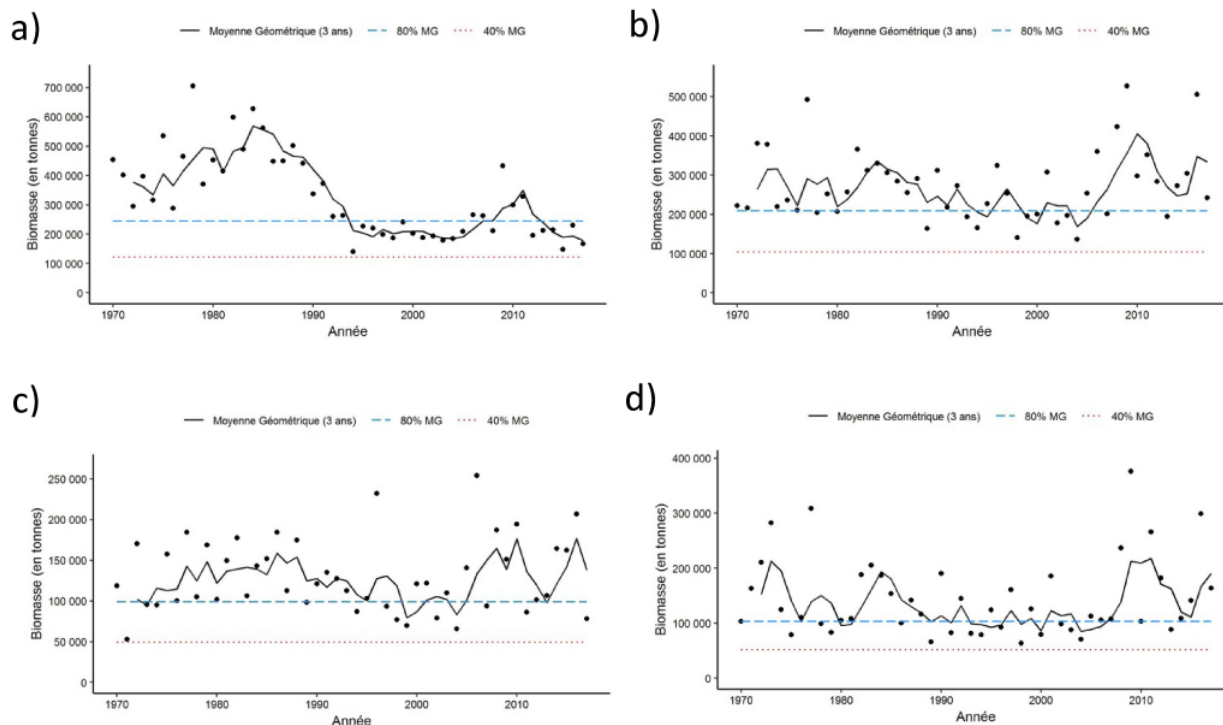 a)
Moyenne Géométrique (3 ans) 80% MG 40% MG
Biomasse (en tonnes)
700 000
600 000
500 000
400 000
300 000
200 000
100 000
0
1970 1980 1990 2000 2010
Année
b)
Moyenne Géométrique (3 ans) 80% MG 40% MG
Biomasse (en tonnes)
500 000
400 000
300 000
200 000
100 000
0
1970 1980 1990 2000 2010
Année
c)
Moyenne Géométrique (3 ans) 80% MG 40% MG
Biomasse (en tonnes)
250 000
200 000
150 000
100 000
50 000
0
1970 1980 1990 2000 2010
Année
d)
Moyenne Géométrique (3 ans) 80% MG 40% MG
Biomasse (en tonnes)
400 000
300 000
200 000
100 000
0
1970 1980 1990 2000 2010
Année